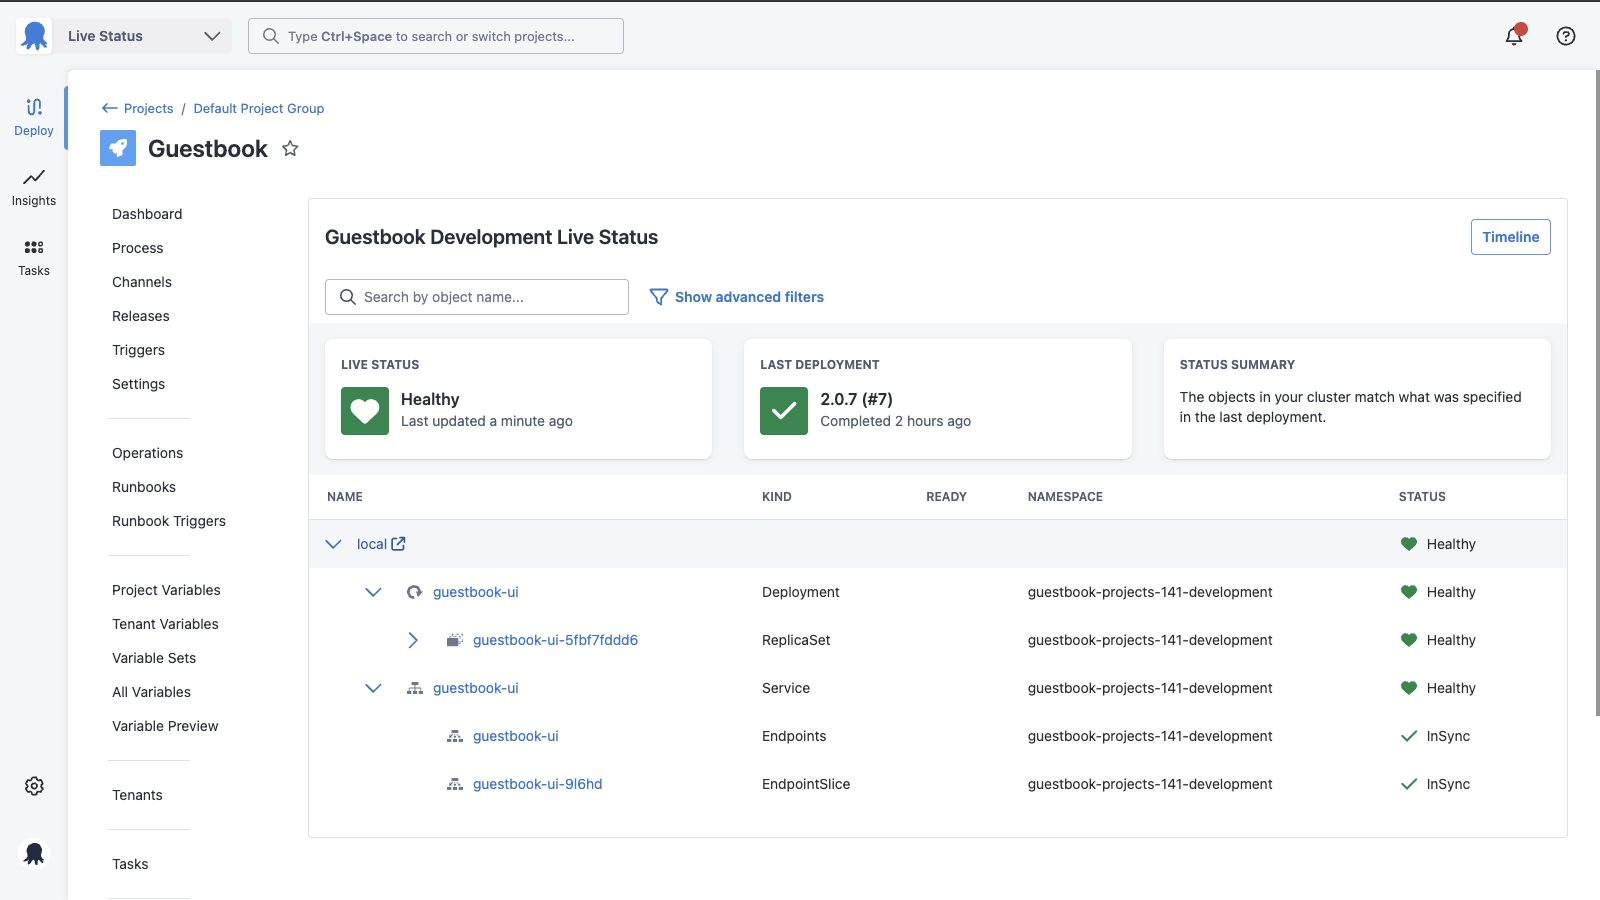 Live Status
Type Ctrl+Space to search or switch projects...
Deploy
Insights
Tasks
Projects / Default Project Group
Guestbook
Dashboard
Process
Channels
Releases
Triggers
Settings
Operations
Runbooks
Runbook Triggers
Project Variables
Tenant Variables
Variable Sets
All Variables
Variable Preview
Tenants
Tasks
Guestbook Development Live Status
Timeline
Search by object name...
Show advanced filters
LIVE STATUS
Healthy
Last updated a minute ago
LAST DEPLOYMENT
2.0.7 (#7)
Completed 2 hours ago
STATUS SUMMARY
The objects in your cluster match what was specified
in the last deployment.
NAME KIND READY NAMESPACE STATUS
local Healthy
guestbook-ui Deployment guestbook-projects-141-development Healthy
guestbook-ui-5fbf7fddd6 ReplicaSet guestbook-projects-141-development Healthy
guestbook-ui Service guestbook-projects-141-development Healthy
guestbook-ui Endpoints guestbook-projects-141-development InSync
guestbook-ui-9l6hd EndpointSlice guestbook-projects-141-development InSync